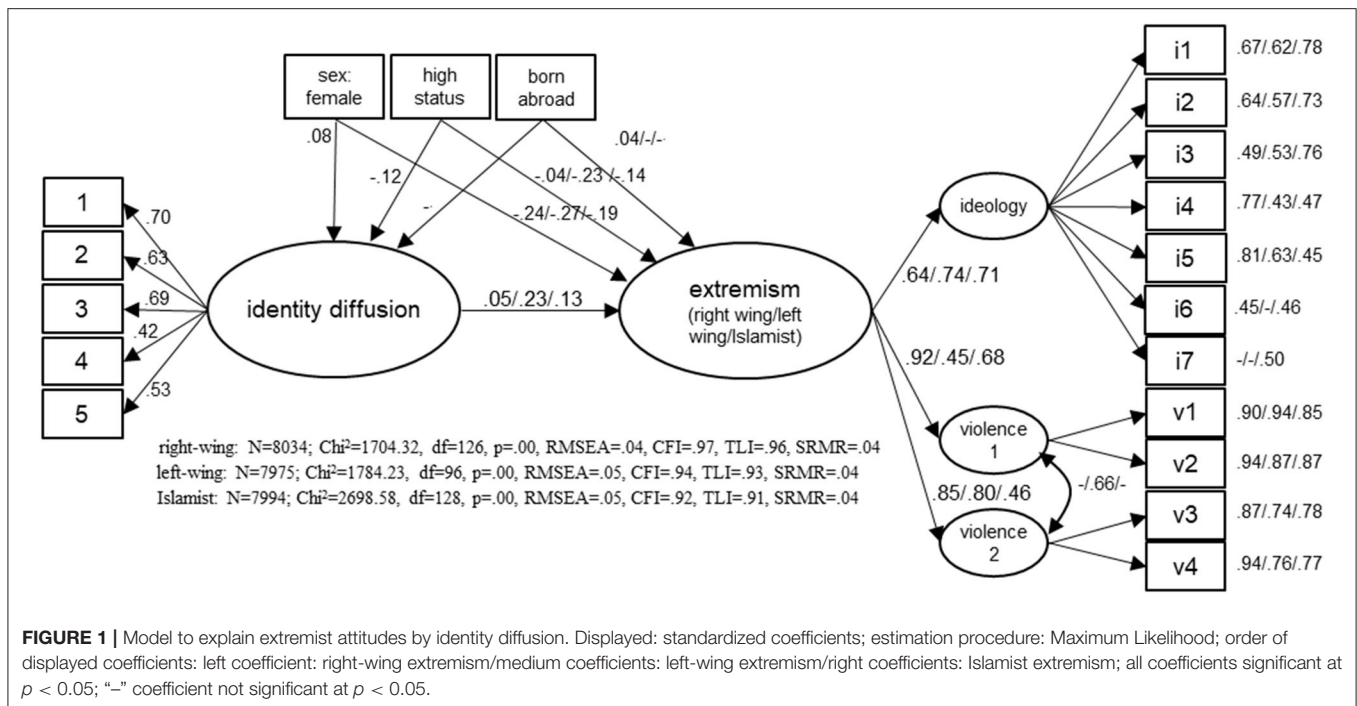 sex:
female
high
status
born
abroad
.08
-.12
-.
.04/-/-
-.04/-.23 /-.14
-.24/-.27/-.19
1
2
3
4
5
.70
.63
.69
.42
.53
identity diffusion
.05/.23/.13
extremism
(right wing/left
wing/Islamist)
.64/.74/.71
.92/.45/.68
.85/.80/.46
-/.66/-
ideology
violence
1
violence
2
i1 .67/.62/.78
i2 .64/.57/.73
i3 .49/.53/.76
i4 .77/.43/.47
i5 .81/.63/.45
i6 .45/-/.46
i7 -/-/.50
v1 .90/.94/.85
v2 .94/.87/.87
v3 .87/.74/.78
v4 .94/.76/.77
right-wing: N=8034; Chi²=1704.32, df=126, p=.00, RMSEA=.04, CFI=.97, TLI=.96, SRMR=.04
left-wing: N=7975; Chi²=1784.23, df=96, p=.00, RMSEA=.05, CFI=.94, TLI=.93, SRMR=.04
Islamist: N=7994; Chi²=2698.58, df=128, p=.00, RMSEA=.05, CFI=.92, TLI=.91, SRMR=.04
FIGURE 1 | Model to explain extremist attitudes by identity diffusion. Displayed: standardized coefficients; estimation procedure: Maximum Likelihood; order of
displayed coefficients: left coefficient: right-wing extremism/medium coefficients: left-wing extremism/right coefficients: Islamist extremism; all coefficients significant at
p < 0.05; “–” coefficient not significant at p < 0.05.